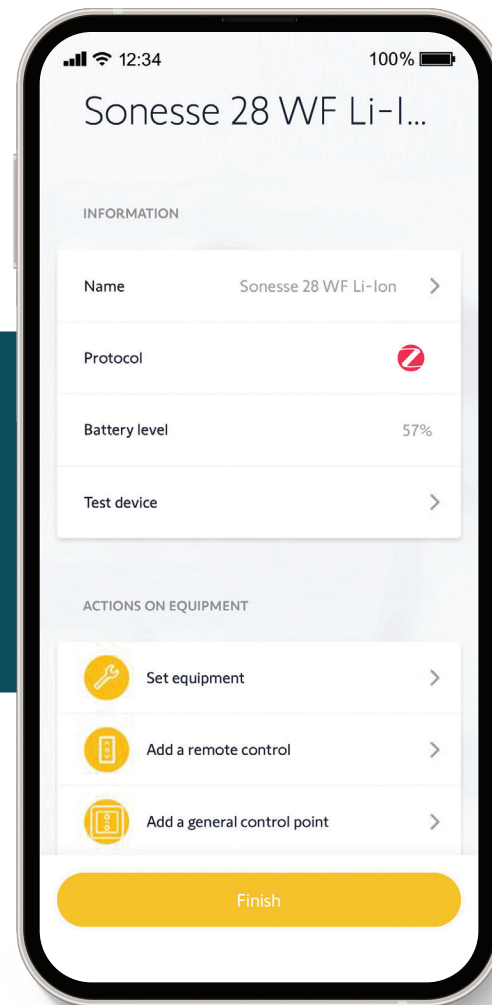 12:34
100%
Sonesse 28 WF Li-I...
INFORMATION
Name
Sonesse 28 WF Li-Ion
Protocol
Battery level
57%
Test device
ACTIONS ON EQUIPMENT
Set equipment
Add a remote control
Add a general control point
Finish